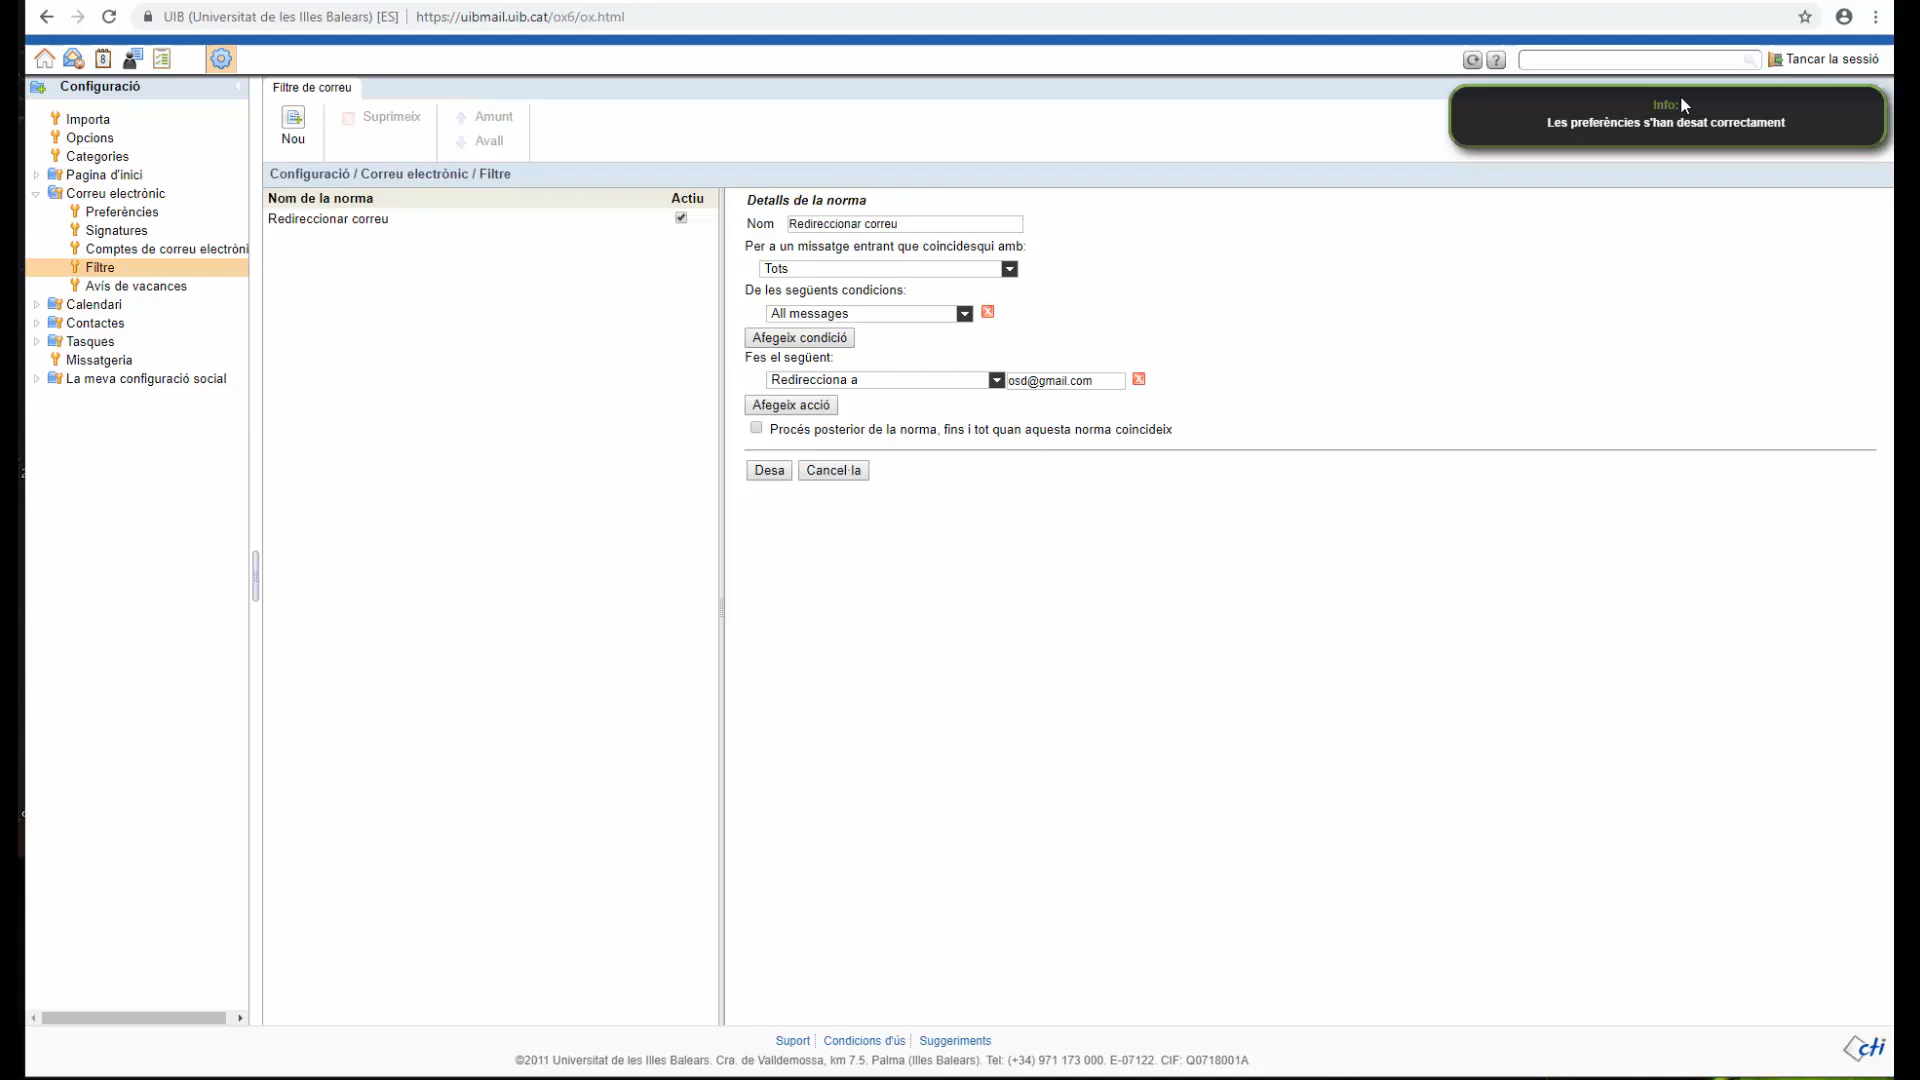 UIB (Universitat de les Illes Balears) [ES] https://uibmail.uib.cat/ox6/ox.html
8
? Tancar la sessió
Configuració
Importa
Opcions
Categories
Pagina d'inici
Correu electrònic
Preferències
Signatures
Comptes de correu electròni
Filtre
Avís de vacances
Calendari
Contactes
Tasques
Missatgeria
La meva configuració social
Filtre de correu
Nou
Suprimeix
Amunt
Avall
Info:
Les preferències s'han desat correctament
Configuració / Correu electrònic / Filtre
Nom de la norma Actiu
Redireccionar correu
Detalls de la norma
Nom Redireccionar correu
Per a un missatge entrant que coincidesqui amb:
Tots
De les següents condicions:
All messages
Afegeix condició
Fes el següent:
Redirecciona a osd@gmail.com
Afegeix acció
Procés posterior de la norma, fins i tot quan aquesta norma coincideix
Desa Cancel·la
Suport Condicions d'ús Suggeriments
©2011 Universitat de les Illes Balears. Cra. de Valldemossa, km 7.5. Palma (Illes Balears). Tel: (+34) 971 173 000. E-07122. CIF: Q0718001A
cti